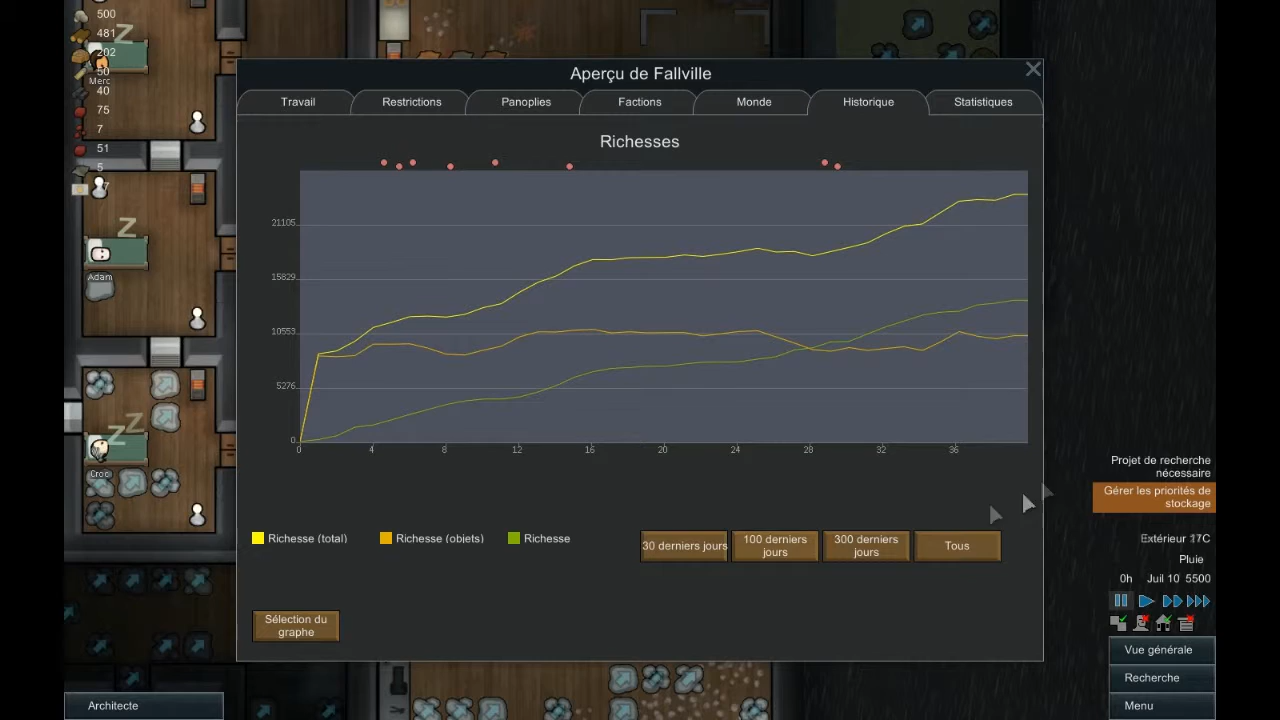 500
481
202
50
Merc
40
75
7
51
5
7
Adam
Croc
Aperçu de Fallville
Travail
Restrictions
Panoplies
Factions
Monde
Historique
Statistiques
Richesses
21105
15829
10553
5276
0
0 4 8 12 16 20 24 28 32 36
Richesse (total)
Richesse (objets)
Richesse
30 derniers jours
100 derniers
jours
300 derniers
jours
Tous
Sélection du
graphe
Projet de recherche
nécessaire
Gérer les priorités de
stockage
Extérieur 17C
Pluie
0h Juil 10 5500
Vue générale
Recherche
Menu
Architecte